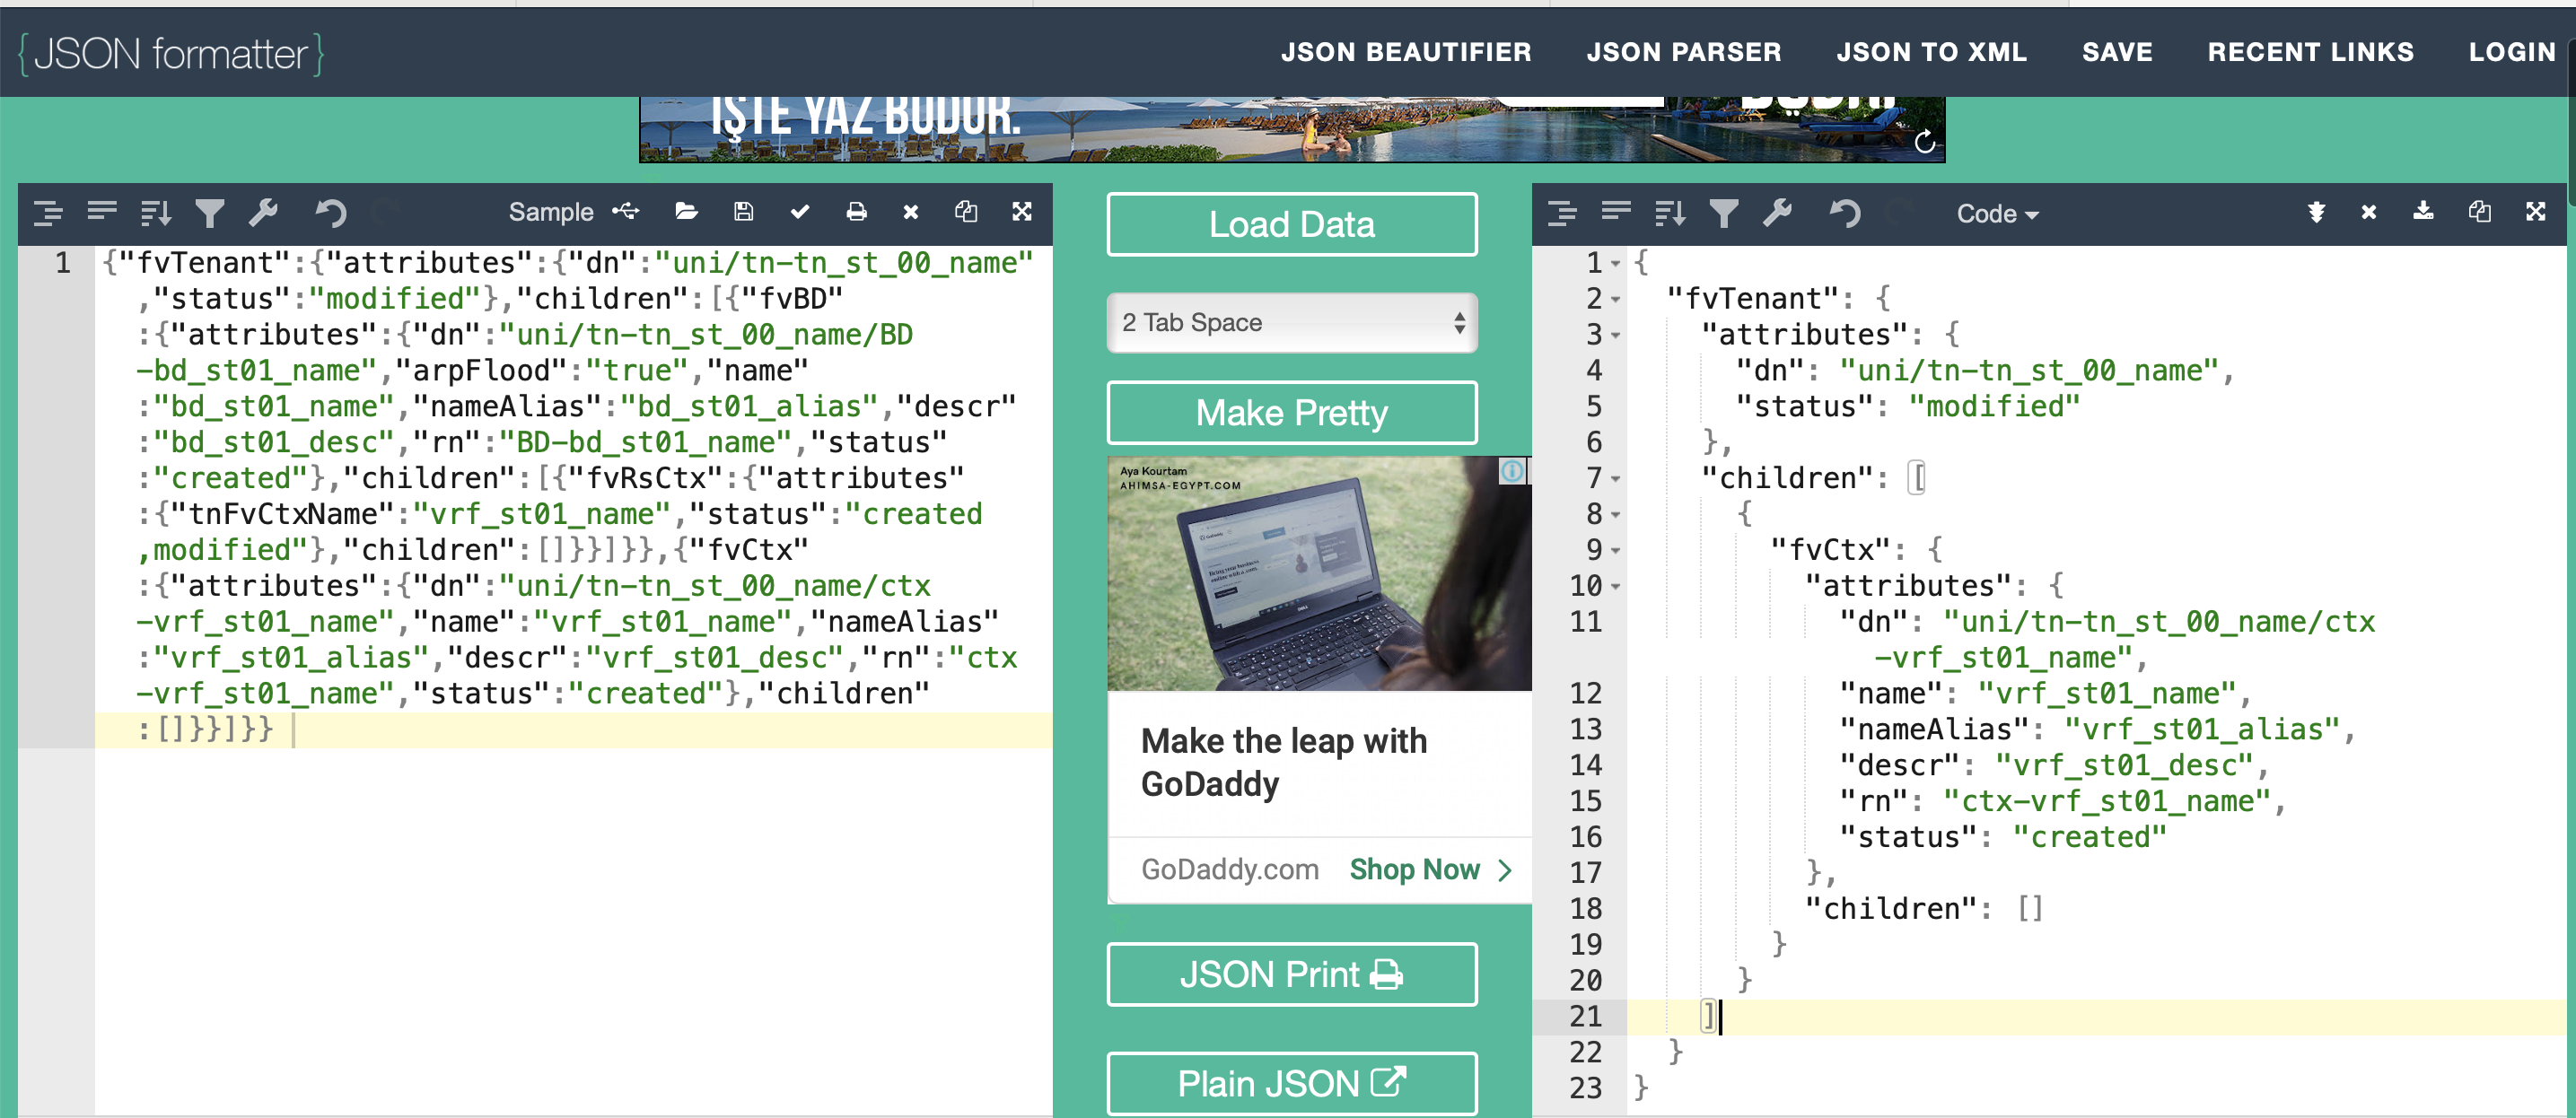 {JSON formatter}
JSON BEAUTIFIER
JSON PARSER
JSON TO XML
SAVE
RECENT LINKS
LOGIN
İŞTE YAZ BUDUR.
Sample
1 {"fvTenant":{"attributes":{"dn":"uni/tn-tn_st_00_name"
,"status":"modified"},"children":[{"fvBD"
:{"attributes":{"dn":"uni/tn-tn_st_00_name/BD
-bd_st01_name","arpFlood":"true","name"
:"bd_st01_name","nameAlias":"bd_st01_alias","descr"
:"bd_st01_desc","rn":"BD-bd_st01_name","status"
:"created"},"children":[{"fvRsCtx":{"attributes"
:{"tnFvCtxName":"vrf_st01_name","status":"created
,modified"},"children":[]}}]}},{"fvCtx"
:{"attributes":{"dn":"uni/tn-tn_st_00_name/ctx
-vrf_st01_name","name":"vrf_st01_name","nameAlias"
:"vrf_st01_alias","descr":"vrf_st01_desc","rn":"ctx
-vrf_st01_name","status":"created"},"children"
:[]}}]}}
Load Data
2 Tab Space
Make Pretty
Aya Kourtam
AHIMSA-EGYPT.COM
Make the leap with
GoDaddy
GoDaddy.com
Shop Now
JSON Print
Plain JSON
Code
1 {
2 "fvTenant": {
3 "attributes": {
4 "dn": "uni/tn-tn_st_00_name",
5 "status": "modified"
6 },
7 "children": [
8 {
9 "fvCtx": {
10 "attributes": {
11 "dn": "uni/tn-tn_st_00_name/ctx
-vrf_st01_name",
12 "name": "vrf_st01_name",
13 "nameAlias": "vrf_st01_alias",
14 "descr": "vrf_st01_desc",
15 "rn": "ctx-vrf_st01_name",
16 "status": "created"
17 },
18 "children": []
19 }
20 }
21 ]
22 }
23 }